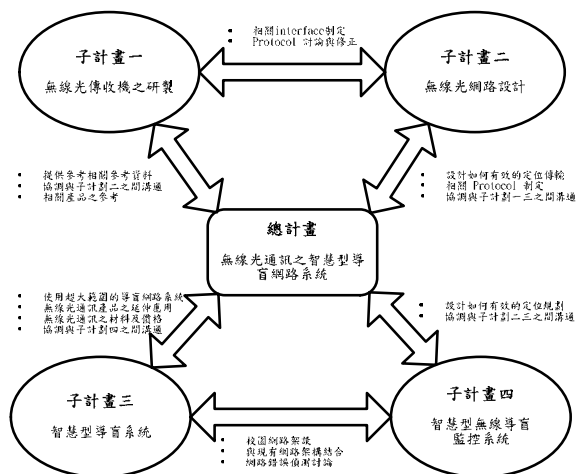 相關interface制定
Protocol 討論與修正
子計畫一
無線光傳收機之研製
子計畫二
無線光網路設計
提供參考相關參考資料
協調與子計劃二之間溝通
相關產品之參考
設計如何有效的定位傳輸
相關 Protocol 制定
協調與子計劃一三之間溝通
總計畫
無線光通訊之智慧型導
盲網路系統
使用超大範圍的導盲網路系統
無線光通訊產品之延伸應用
無線光通訊之材料及價格
協調與子計劃四之間溝通
設計如何有效的定位規劃
協調與子計劃二三之間溝通
子計畫三
智慧型導盲系統
子計畫四
智慧型無線導盲
監控系統
校園網路架設
與現有網路架構結合
網路錯誤偵測討論